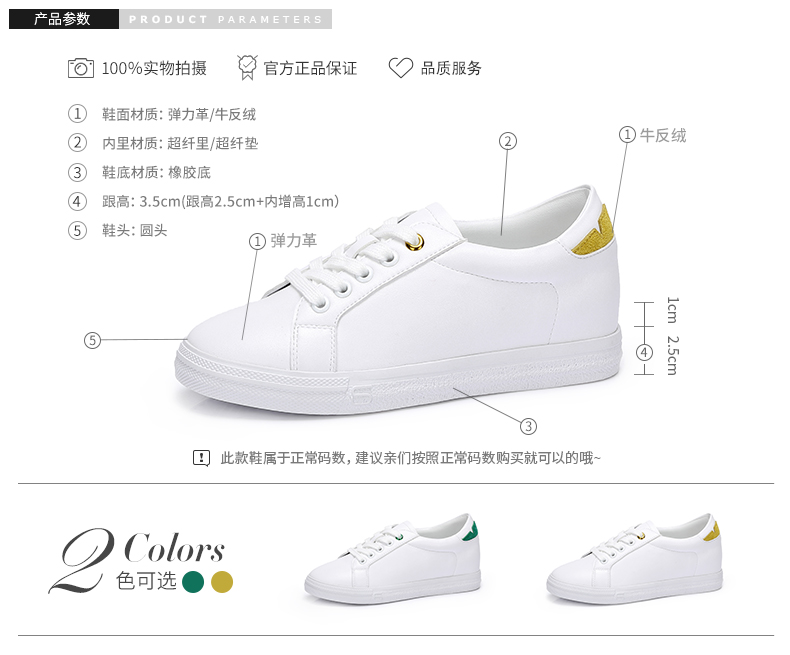 产品参数 PRODUCT PARAMETERS
100%实物拍摄 官方正品保证 品质服务
① 鞋面材质: 弹力革/牛反绒
② 内里材质: 超纤里/超纤垫
③ 鞋底材质: 橡胶底
④ 跟高: 3.5cm(跟高2.5cm+内增高1cm)
⑤ 鞋头: 圆头
②
① 牛反绒
① 弹力革
1cm
⑤
④ 2.5cm
③
! 此款鞋属于正常码数, 建议亲们按照正常码数购买就可以的哦~
2 Colors
色可选